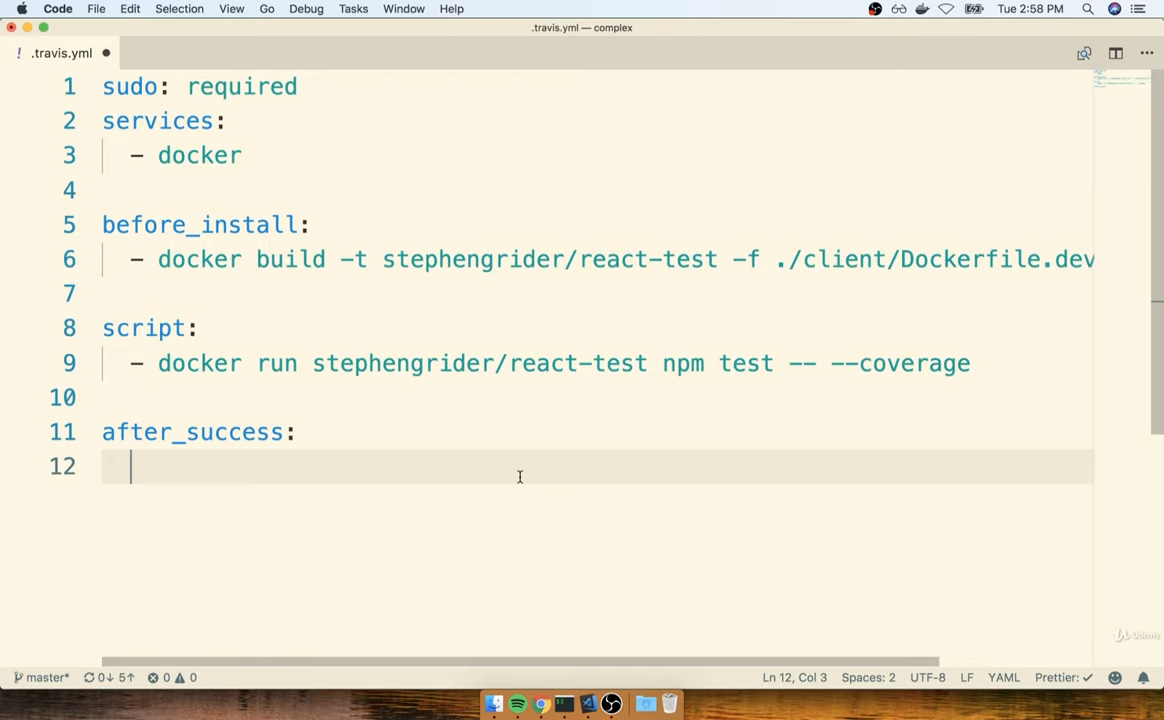 Code File Edit Selection View Go Debug Tasks Window Help Tue 2:58 PM
.travis.yml — complex
! .travis.yml
1 sudo: required
2 services:
3 - docker
4
5 before_install:
6 - docker build -t stephengrider/react-test -f ./client/Dockerfile.dev
7
8 script:
9 - docker run stephengrider/react-test npm test -- --coverage
10
11 after_success:
12
Udemy
master* 0↓ 5↑ 0 0 Ln 12, Col 3 Spaces: 2 UTF-8 LF YAML Prettier: ✓